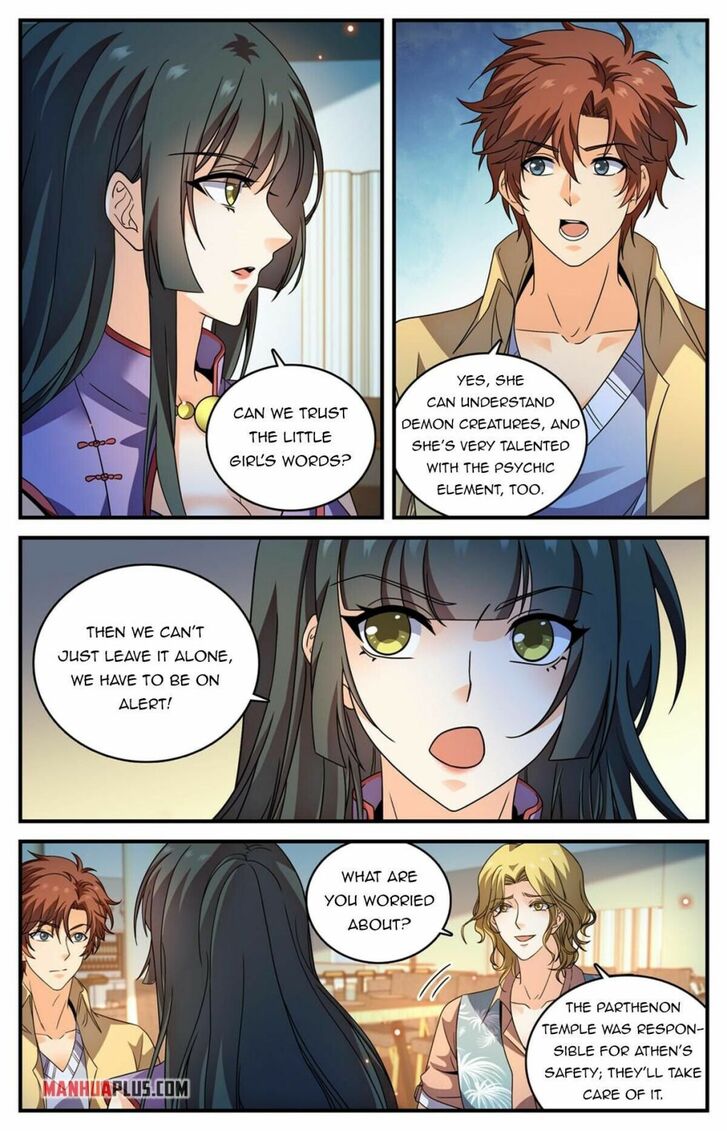 CAN WE TRUST
THE LITTLE
GIRL'S WORDS?
YES, SHE
CAN UNDERSTAND
DEMON CREATURES, AND
SHE'S VERY TALENTED
WITH THE PSYCHIC
ELEMENT, TOO.
THEN WE CAN'T
JUST LEAVE IT ALONE,
WE HAVE TO BE ON
ALERT!
WHAT ARE
YOU WORRIED
ABOUT?
THE PARTHENON
TEMPLE WAS RESPON-
SIBLE FOR ATHEN'S
SAFETY; THEY'LL TAKE
CARE OF IT.
MANHUAPLUS.COM